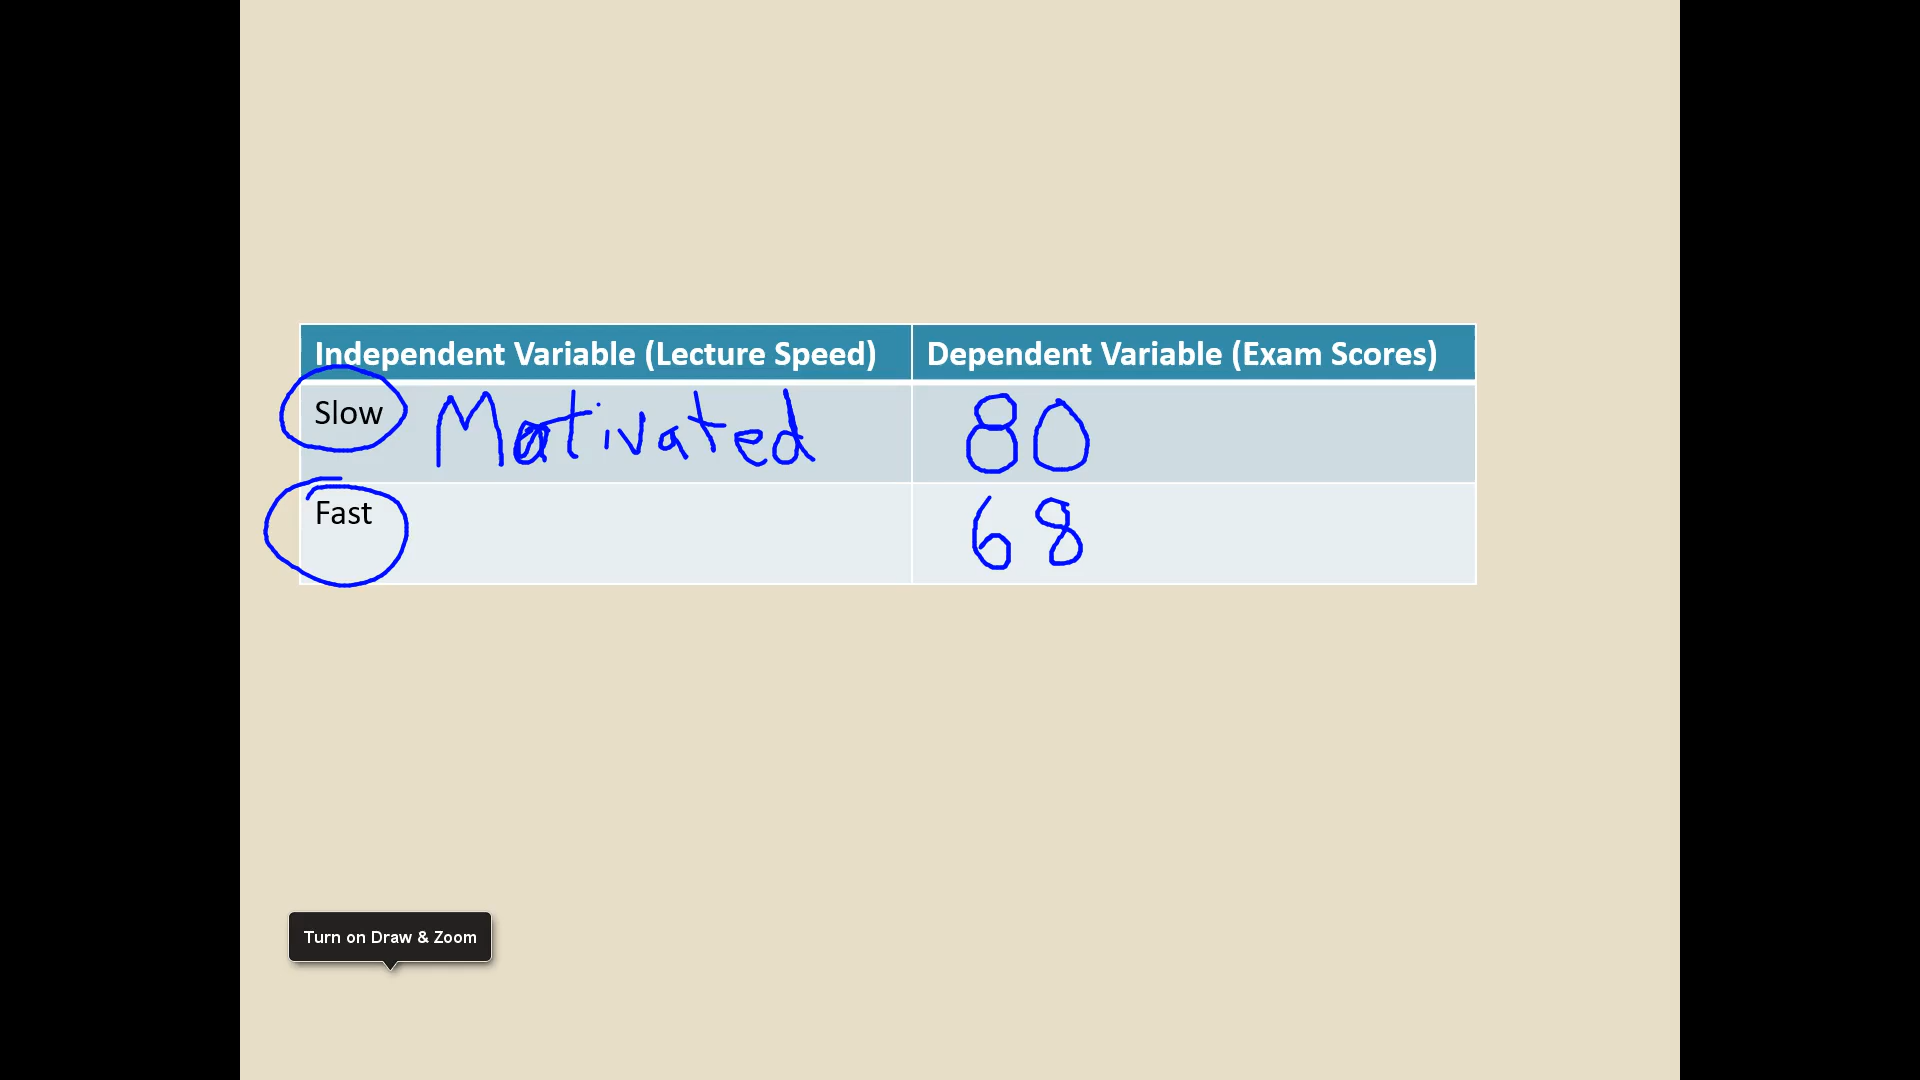 Independent Variable (Lecture Speed) Dependent Variable (Exam Scores)
Slow Motivated 80
Fast 68
Turn on Draw & Zoom